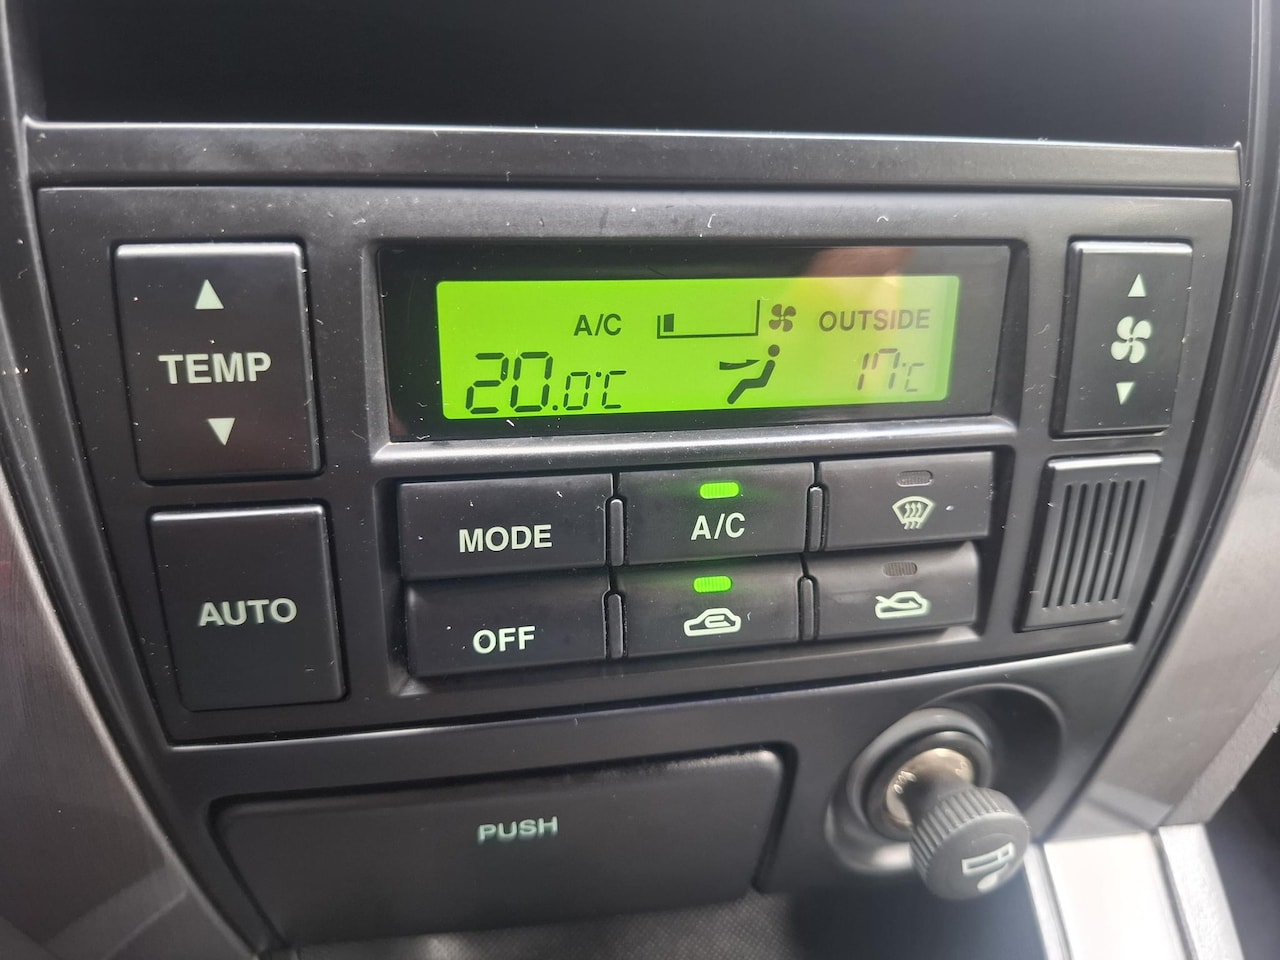 A/C OUTSIDE
20.0°C 17°C
TEMP
MODE
A/C
AUTO
OFF
PUSH